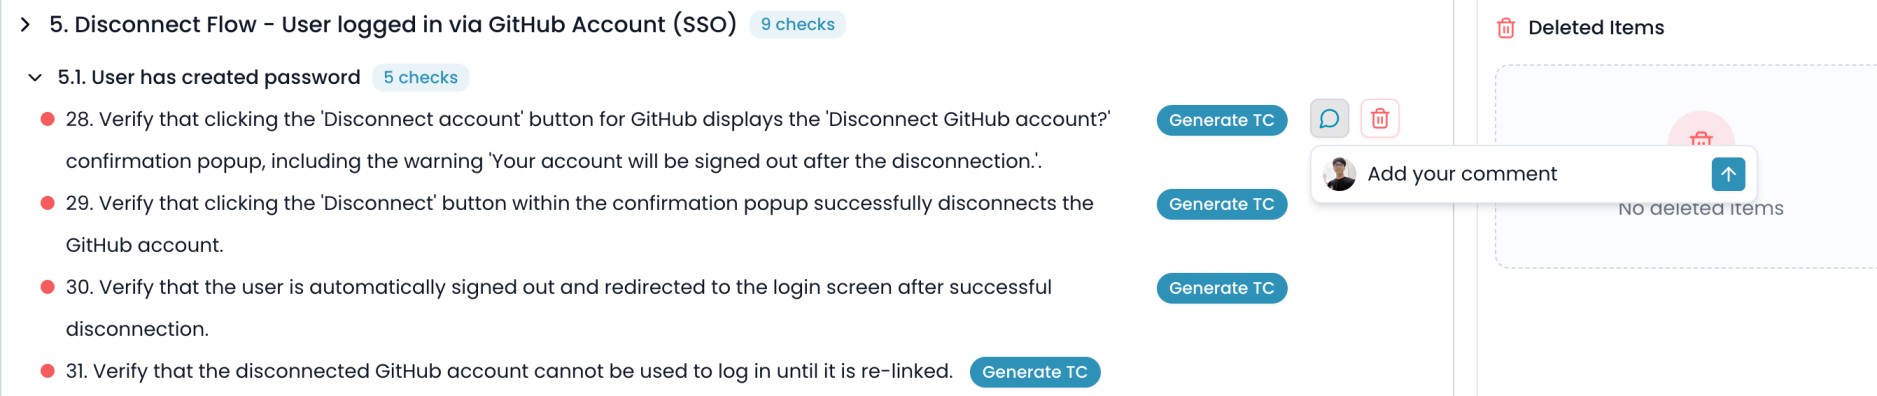 5. Disconnect Flow - User logged in via GitHub Account (SSO) 9 checks
5.1. User has created password 5 checks
28. Verify that clicking the 'Disconnect account' button for GitHub displays the 'Disconnect GitHub account?' Generate TC
confirmation popup, including the warning 'Your account will be signed out after the disconnection.'.
29. Verify that clicking the 'Disconnect' button within the confirmation popup successfully disconnects the Generate TC
GitHub account.
30. Verify that the user is automatically signed out and redirected to the login screen after successful Generate TC
disconnection.
31. Verify that the disconnected GitHub account cannot be used to log in until it is re-linked. Generate TC
Add your comment
Deleted Items
No deleted items